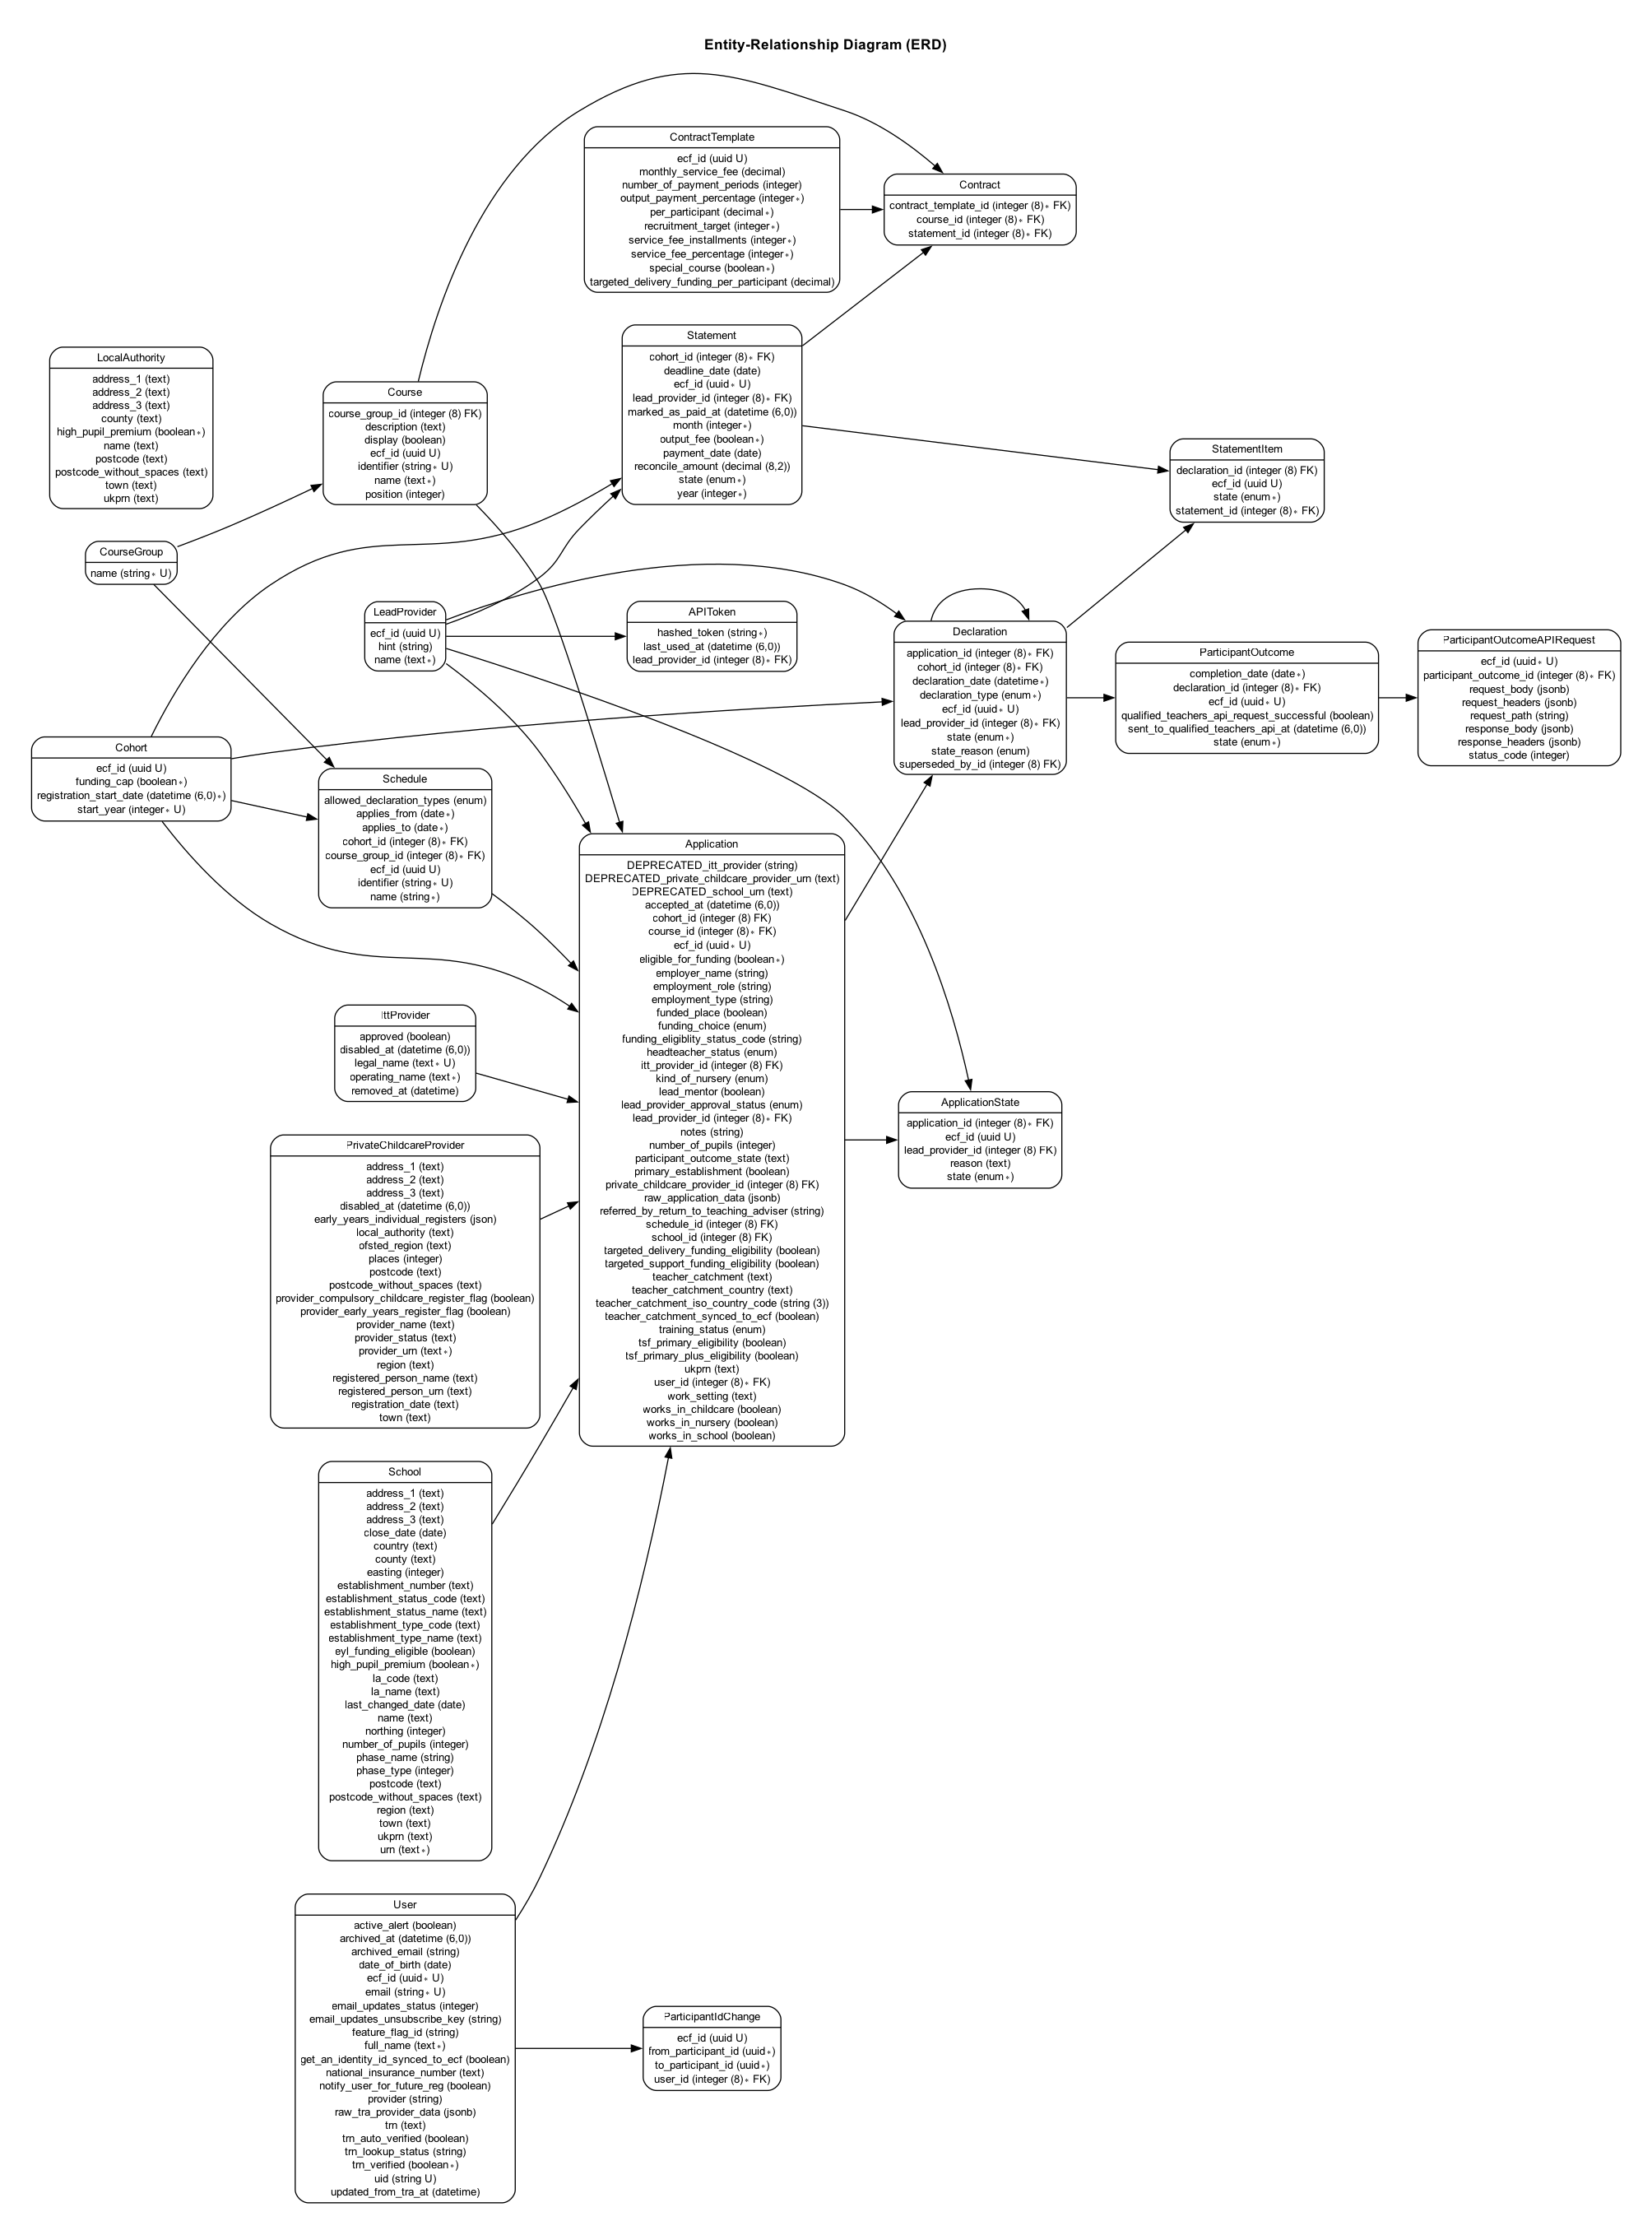 Entity-Relationship Diagram (ERD)
ContractTemplate
ecf_id (uuid U)
monthly_service_fee (decimal)
number_of_payment_periods (integer)
output_payment_percentage (integer∗)
per_participant (decimal∗)
recruitment_target (integer∗)
service_fee_installments (integer∗)
service_fee_percentage (integer∗)
special_course (boolean∗)
targeted_delivery_funding_per_participant (decimal)
Contract
contract_template_id (integer (8)∗ FK)
course_id (integer (8)∗ FK)
statement_id (integer (8)∗ FK)
LocalAuthority
address_1 (text)
address_2 (text)
address_3 (text)
county (text)
high_pupil_premium (boolean∗)
name (text)
postcode (text)
postcode_without_spaces (text)
town (text)
ukprn (text)
Course
course_group_id (integer (8) FK)
description (text)
display (boolean)
ecf_id (uuid U)
identifier (string∗ U)
name (text∗)
position (integer)
Statement
cohort_id (integer (8)∗ FK)
deadline_date (date)
ecf_id (uuid∗ U)
lead_provider_id (integer (8)∗ FK)
marked_as_paid_at (datetime (6,0))
month (integer∗)
output_fee (boolean∗)
payment_date (date)
reconcile_amount (decimal (8,2))
state (enum∗)
year (integer∗)
StatementItem
declaration_id (integer (8) FK)
ecf_id (uuid U)
state (enum∗)
statement_id (integer (8)∗ FK)
CourseGroup
name (string∗ U)
LeadProvider
ecf_id (uuid U)
hint (string)
name (text∗)
APIToken
hashed_token (string∗)
last_used_at (datetime (6,0))
lead_provider_id (integer (8)∗ FK)
Declaration
application_id (integer (8)∗ FK)
cohort_id (integer (8)∗ FK)
declaration_date (datetime∗)
declaration_type (enum∗)
ecf_id (uuid∗ U)
lead_provider_id (integer (8)∗ FK)
state (enum∗)
state_reason (enum)
superseded_by_id (integer (8) FK)
ParticipantOutcome
completion_date (date∗)
declaration_id (integer (8)∗ FK)
ecf_id (uuid∗ U)
qualified_teachers_api_request_successful (boolean)
sent_to_qualified_teachers_api_at (datetime (6,0))
state (enum∗)
ParticipantOutcomeAPIRequest
ecf_id (uuid∗ U)
participant_outcome_id (integer (8)∗ FK)
request_body (jsonb)
request_headers (jsonb)
request_path (string)
response_body (jsonb)
response_headers (jsonb)
status_code (integer)
Cohort
ecf_id (uuid U)
funding_cap (boolean∗)
registration_start_date (datetime (6,0)∗)
start_year (integer∗ U)
Schedule
allowed_declaration_types (enum)
applies_from (date∗)
applies_to (date∗)
cohort_id (integer (8)∗ FK)
course_group_id (integer (8)∗ FK)
ecf_id (uuid U)
identifier (string∗ U)
name (string∗)
Application
DEPRECATED_itt_provider (string)
DEPRECATED_private_childcare_provider_urn (text)
DEPRECATED_school_urn (text)
accepted_at (datetime (6,0))
cohort_id (integer (8) FK)
course_id (integer (8)∗ FK)
ecf_id (uuid∗ U)
eligible_for_funding (boolean∗)
employer_name (string)
employment_role (string)
employment_type (string)
funded_place (boolean)
funding_choice (enum)
funding_eligiblity_status_code (string)
headteacher_status (enum)
itt_provider_id (integer (8) FK)
kind_of_nursery (enum)
lead_mentor (boolean)
lead_provider_approval_status (enum)
lead_provider_id (integer (8)∗ FK)
notes (string)
number_of_pupils (integer)
participant_outcome_state (text)
primary_establishment (boolean)
private_childcare_provider_id (integer (8) FK)
raw_application_data (jsonb)
referred_by_return_to_teaching_adviser (string)
schedule_id (integer (8) FK)
school_id (integer (8) FK)
targeted_delivery_funding_eligibility (boolean)
targeted_support_funding_eligibility (boolean)
teacher_catchment (text)
teacher_catchment_country (text)
teacher_catchment_iso_country_code (string (3))
teacher_catchment_synced_to_ecf (boolean)
training_status (enum)
tsf_primary_eligibility (boolean)
tsf_primary_plus_eligibility (boolean)
ukprn (text)
user_id (integer (8)∗ FK)
work_setting (text)
works_in_childcare (boolean)
works_in_nursery (boolean)
works_in_school (boolean)
IttProvider
approved (boolean)
disabled_at (datetime (6,0))
legal_name (text∗ U)
operating_name (text∗)
removed_at (datetime)
ApplicationState
application_id (integer (8)∗ FK)
ecf_id (uuid U)
lead_provider_id (integer (8) FK)
reason (text)
state (enum∗)
PrivateChildcareProvider
address_1 (text)
address_2 (text)
address_3 (text)
disabled_at (datetime (6,0))
early_years_individual_registers (json)
local_authority (text)
ofsted_region (text)
places (integer)
postcode (text)
postcode_without_spaces (text)
provider_compulsory_childcare_register_flag (boolean)
provider_early_years_register_flag (boolean)
provider_name (text)
provider_status (text)
provider_urn (text∗)
region (text)
registered_person_name (text)
registered_person_urn (text)
registration_date (text)
town (text)
School
address_1 (text)
address_2 (text)
address_3 (text)
close_date (date)
country (text)
county (text)
easting (integer)
establishment_number (text)
establishment_status_code (text)
establishment_status_name (text)
establishment_type_code (text)
establishment_type_name (text)
eyl_funding_eligible (boolean)
high_pupil_premium (boolean∗)
la_code (text)
la_name (text)
last_changed_date (date)
name (text)
northing (integer)
number_of_pupils (integer)
phase_name (string)
phase_type (integer)
postcode (text)
postcode_without_spaces (text)
region (text)
town (text)
ukprn (text)
urn (text∗)
User
active_alert (boolean)
archived_at (datetime (6,0))
archived_email (string)
date_of_birth (date)
ecf_id (uuid∗ U)
email (string∗ U)
email_updates_status (integer)
email_updates_unsubscribe_key (string)
feature_flag_id (string)
full_name (text∗)
get_an_identity_id_synced_to_ecf (boolean)
national_insurance_number (text)
notify_user_for_future_reg (boolean)
provider (string)
raw_tra_provider_data (jsonb)
trn (text)
trn_auto_verified (boolean)
trn_lookup_status (string)
trn_verified (boolean∗)
uid (string U)
updated_from_tra_at (datetime)
ParticipantIdChange
ecf_id (uuid U)
from_participant_id (uuid∗)
to_participant_id (uuid∗)
user_id (integer (8)∗ FK)